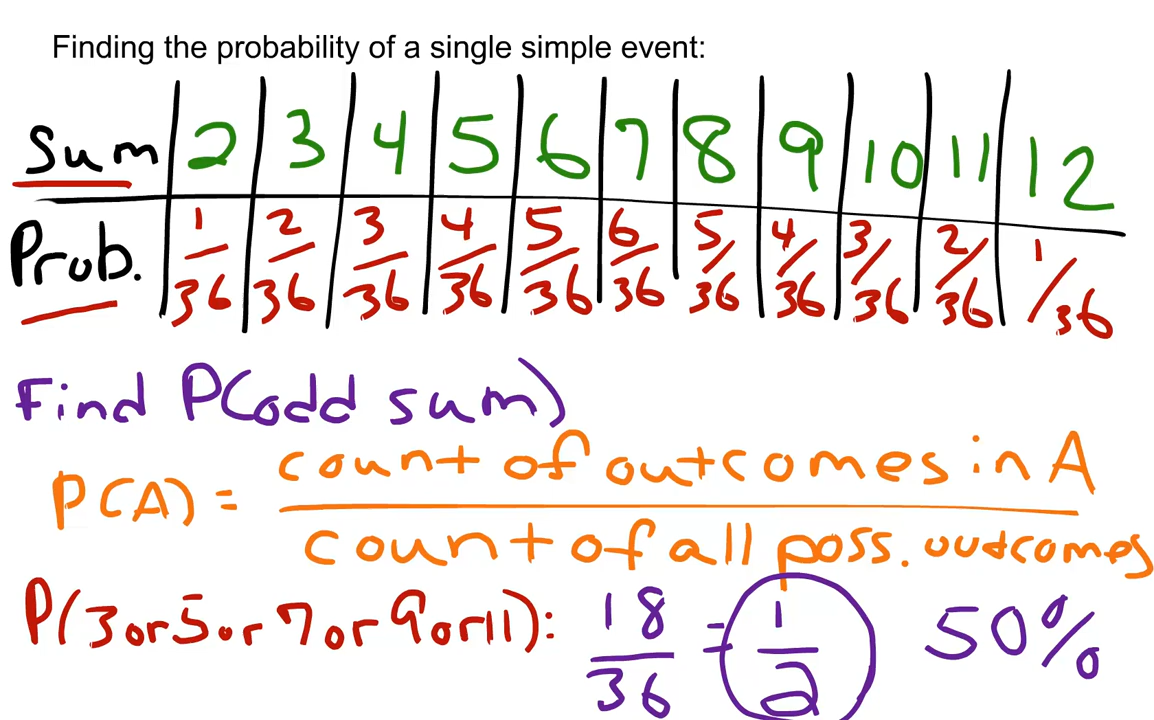 Finding the probability of a single simple event:
Sum 2 3 4 5 6 7 8 9 10 11 12
Prob. 1/36 2/36 3/36 4/36 5/36 6/36 5/36 4/36 3/36 2/36 1/36
Find P(odd sum)
P(A) = count of outcomes in A / count of all poss. outcomes
P(3 or 5 or 7 or 9 or 11): 18/36 = 1/2 50%